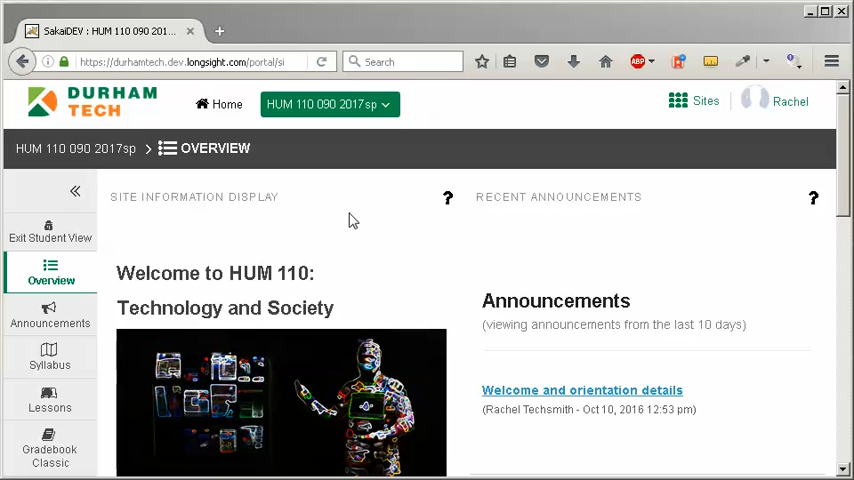 SakaiDEV : HUM 110 090 201...
https://durhamtech.dev.longsight.com/portal/si
Search
ABP
DURHAM
TECH
Home
HUM 110 090 2017sp
Sites
Rachel
HUM 110 090 2017sp
OVERVIEW
SITE INFORMATION DISPLAY
?
RECENT ANNOUNCEMENTS
?
Exit Student View
Overview
Announcements
Syllabus
Lessons
Gradebook
Classic
Welcome to HUM 110:
Technology and Society
Announcements
(viewing announcements from the last 10 days)
Welcome and orientation details
(Rachel Techsmith - Oct 10, 2016 12:53 pm)